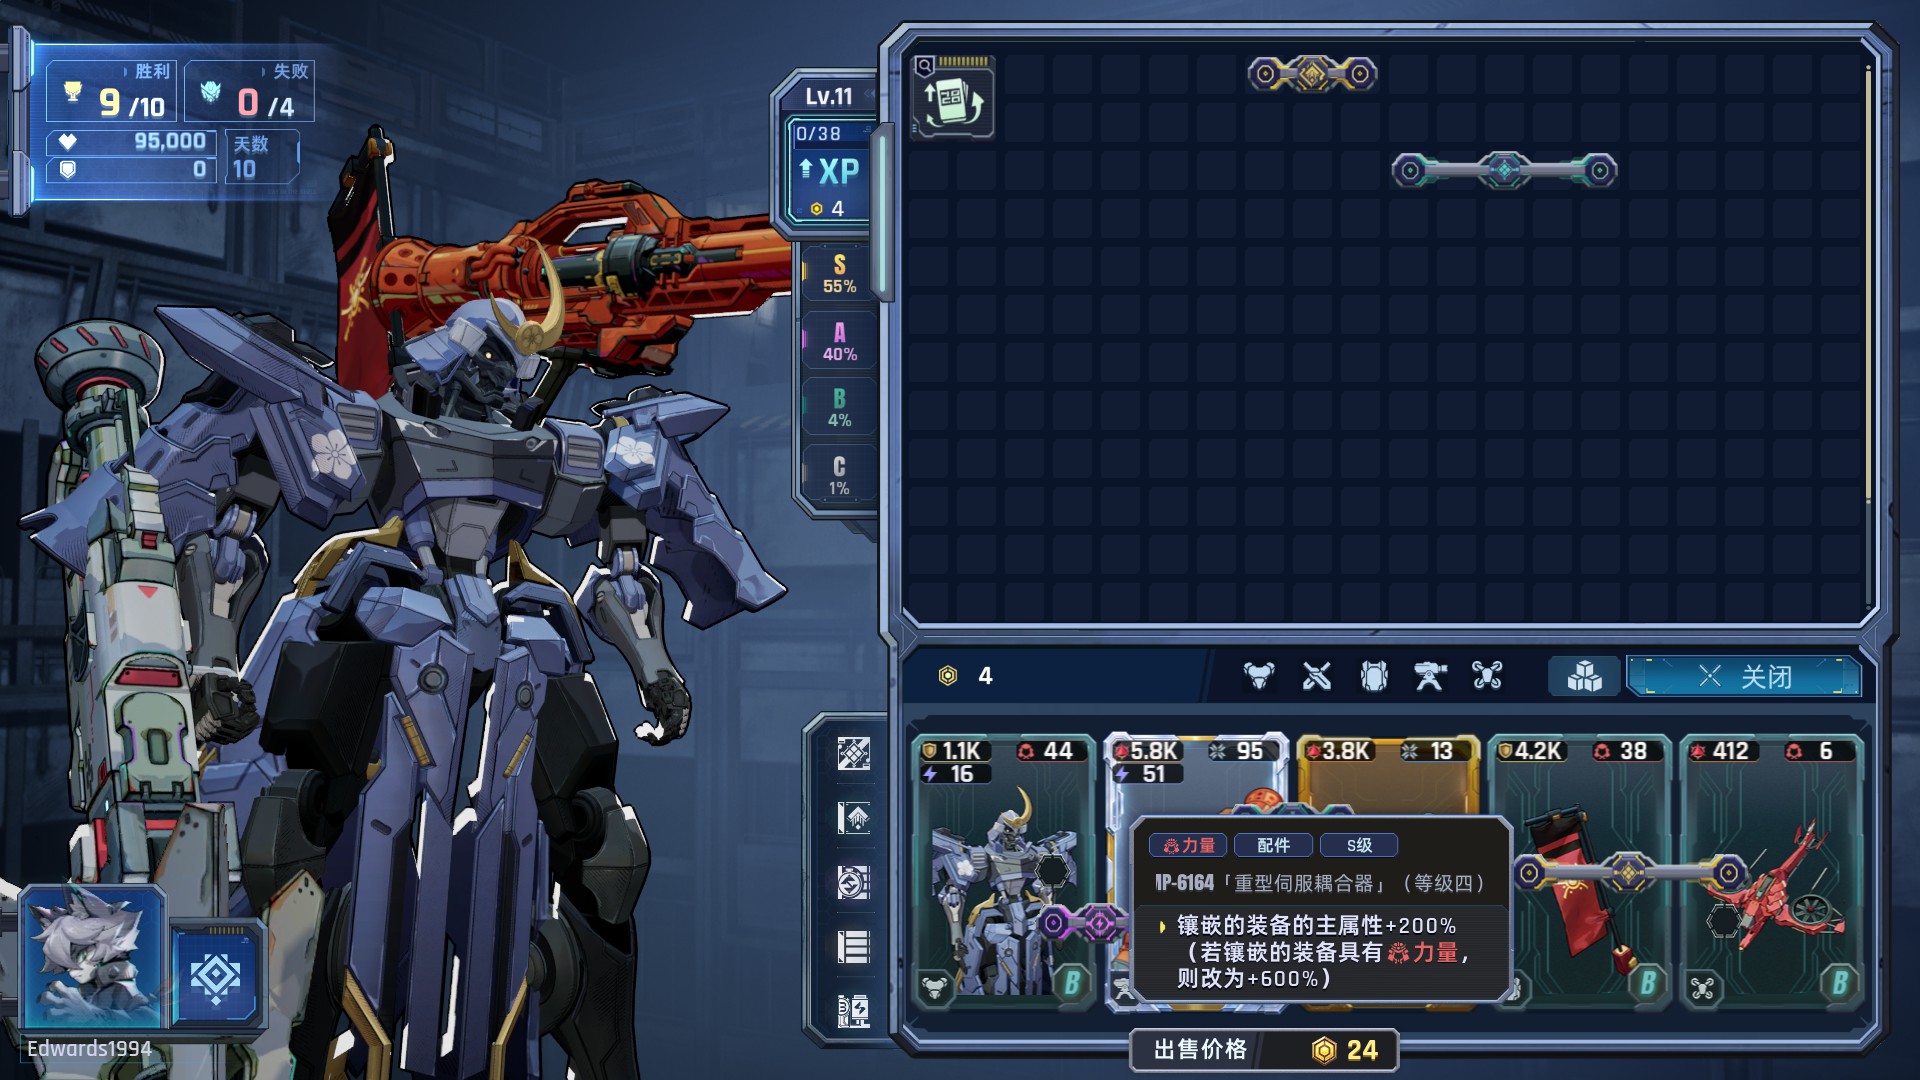 胜利
9/10
失败
0/4
95,000
0
天数
10
Lv.11
0/38
XP
4
S
55%
A
40%
B
4%
C
1%
Edwards1994
4
关闭
1.1K
44
16
5.8K
95
51
3.8K
13
4.2K
38
412
6
B
B
B
力量
配件
S级
MP-6164「重型伺服耦合器」（等级四）
镶嵌的装备的主属性+200%
（若镶嵌的装备具有力量，
则改为+600%）
出售价格
24